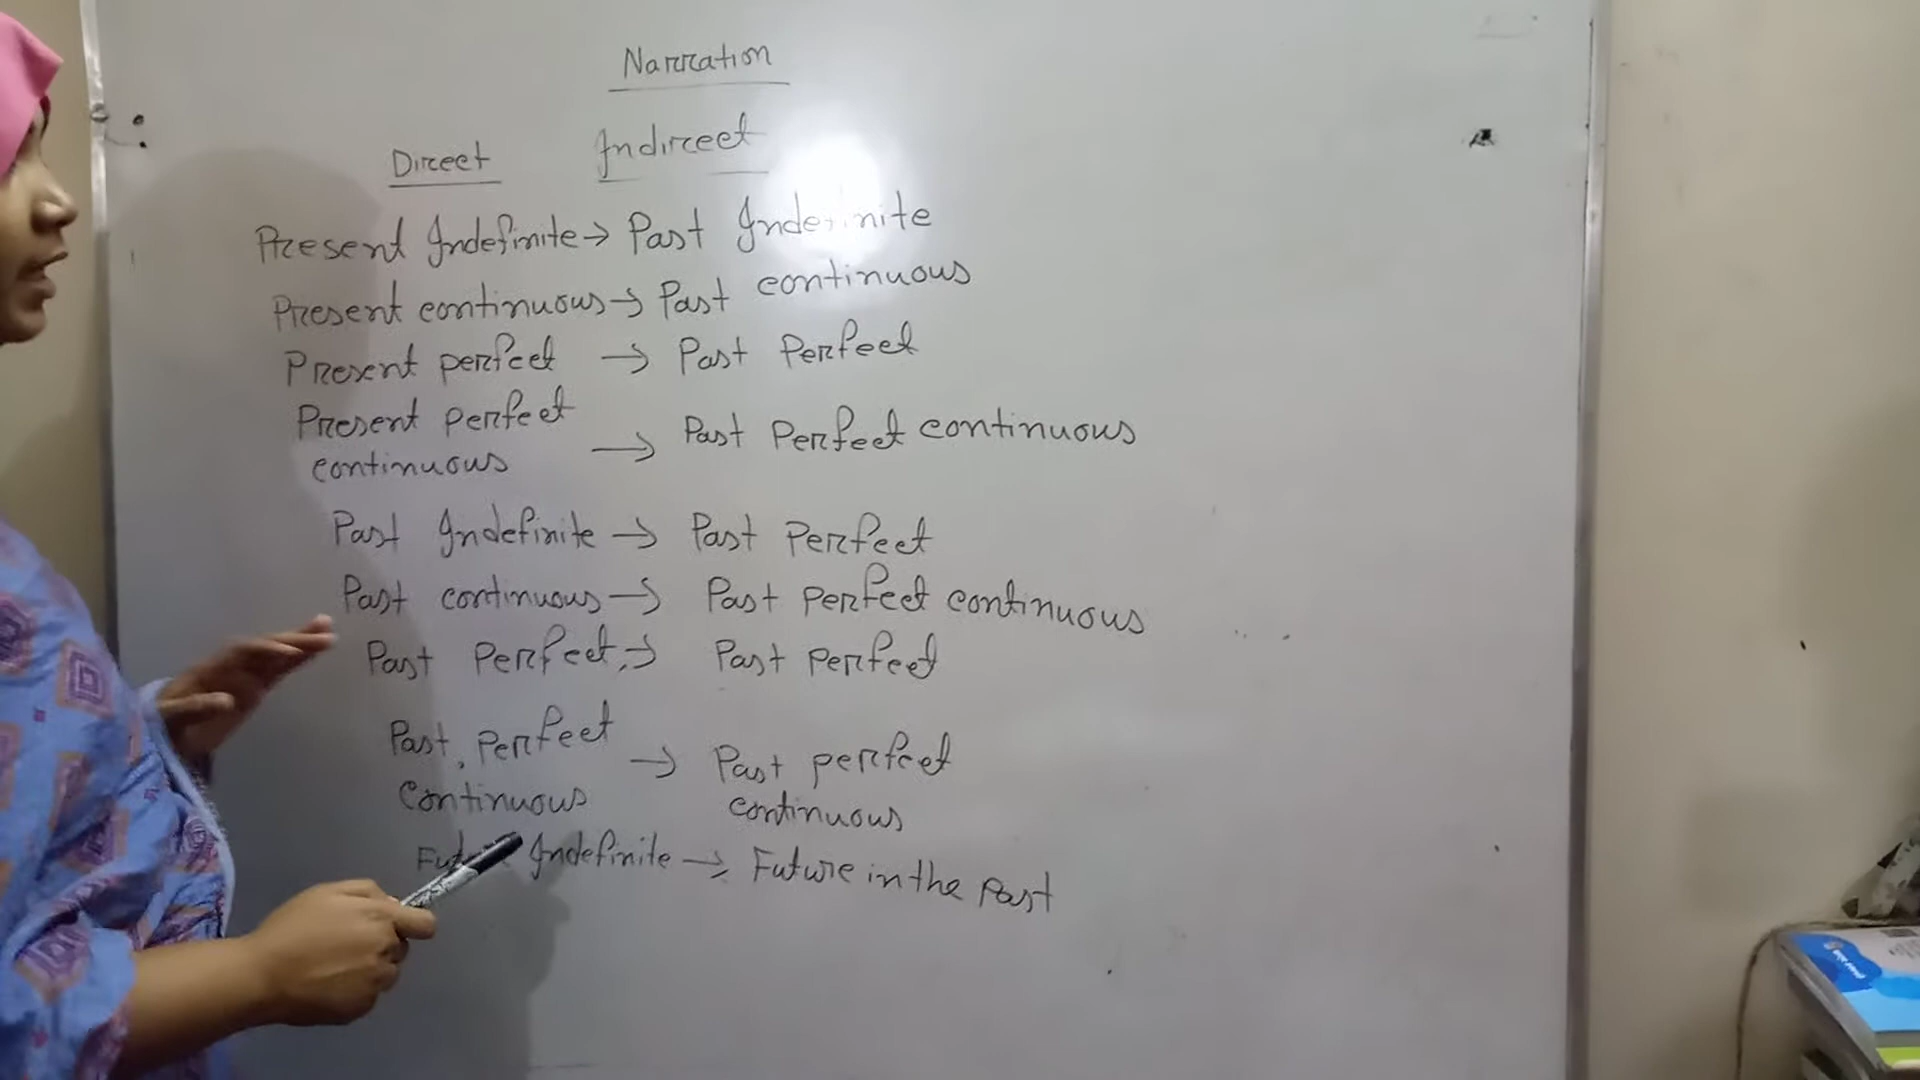 Narration
Direct Indirect
Present Indefinite → Past Indefinite
Present continuous → Past continuous
Present perfect → Past Perfect
Present perfect
continuous → Past Perfect continuous
Past Indefinite → Past Perfect
Past continuous → Past perfect continuous
Past Perfect → Past perfect
Past perfect → Past perfect
continuous continuous
Future Indefinite → Future in the past